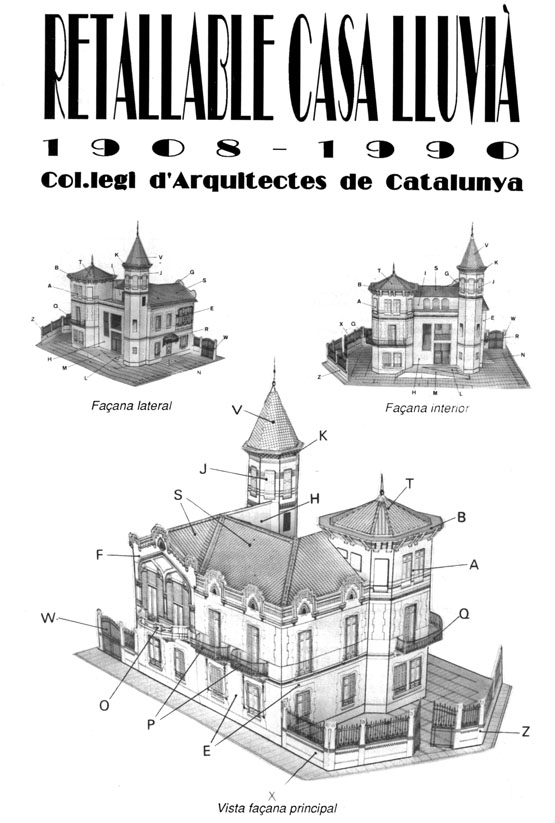 RETALLABLE CASA LLUVIÀ
1908-1990
Col.legi d'Arquitectes de Catalunya
K
V
T
I
G
B
J
S
A
Q
E
Z
R
W
H
M
L
N
Façana lateral
V
S
K
T
I
G
B
J
A
E
W
X
Q
R
Z
N
H
M
L
Façana interior
V
K
J
T
S
H
B
F
A
W
Q
O
P
E
Z
X
Vista façana principal